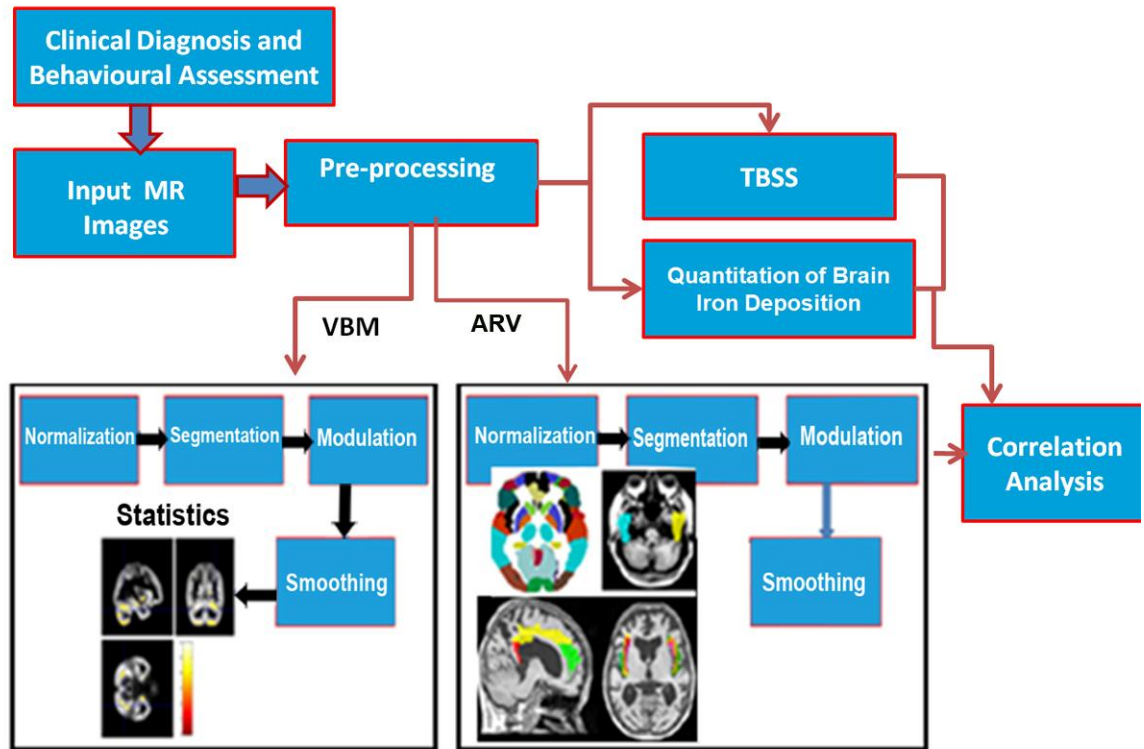 Clinical Diagnosis and
Behavioural Assessment
Input MR
Images
Pre-processing
TBSS
Quantitation of Brain
Iron Deposition
VBM
ARV
Normalization
Segmentation
Modulation
Statistics
Smoothing
Normalization
Segmentation
Modulation
Smoothing
Correlation
Analysis